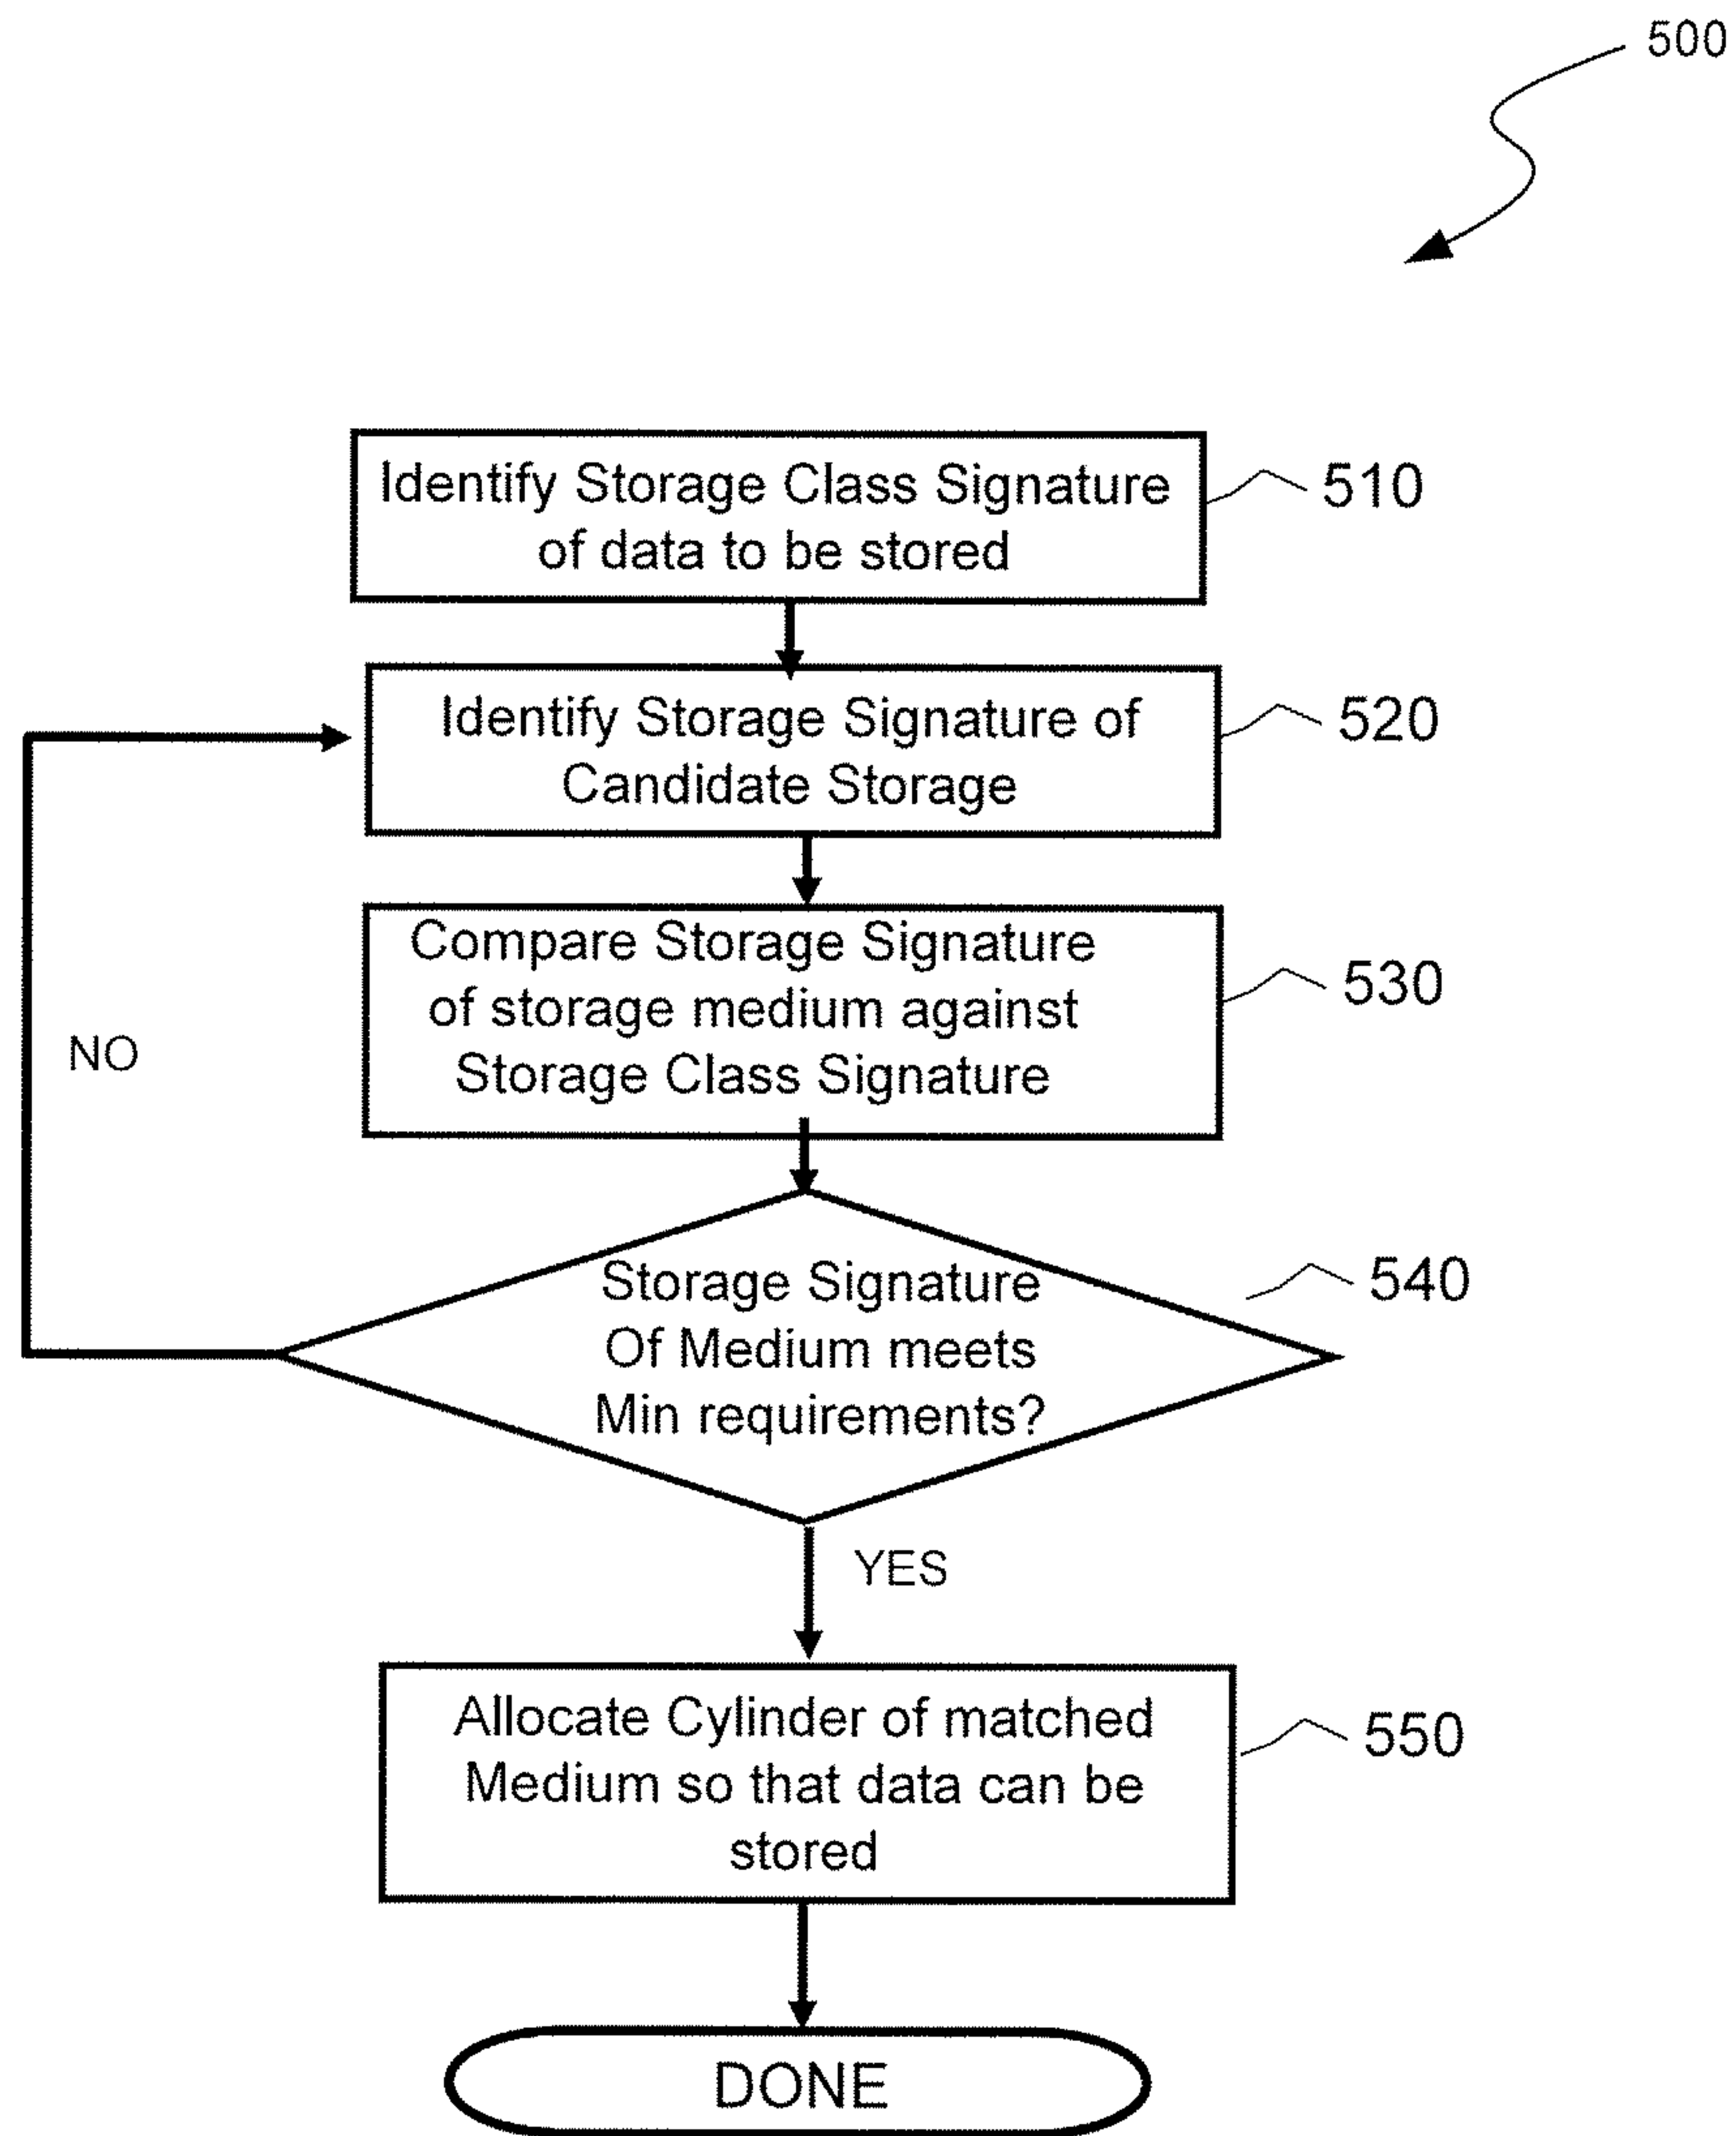 500
Identify Storage Class Signature
of data to be stored
510
Identify Storage Signature of
Candidate Storage
520
Compare Storage Signature
of storage medium against
Storage Class Signature
530
NO
Storage Signature
Of Medium meets
Min requirements?
540
YES
Allocate Cylinder of matched
Medium so that data can be
stored
550
DONE